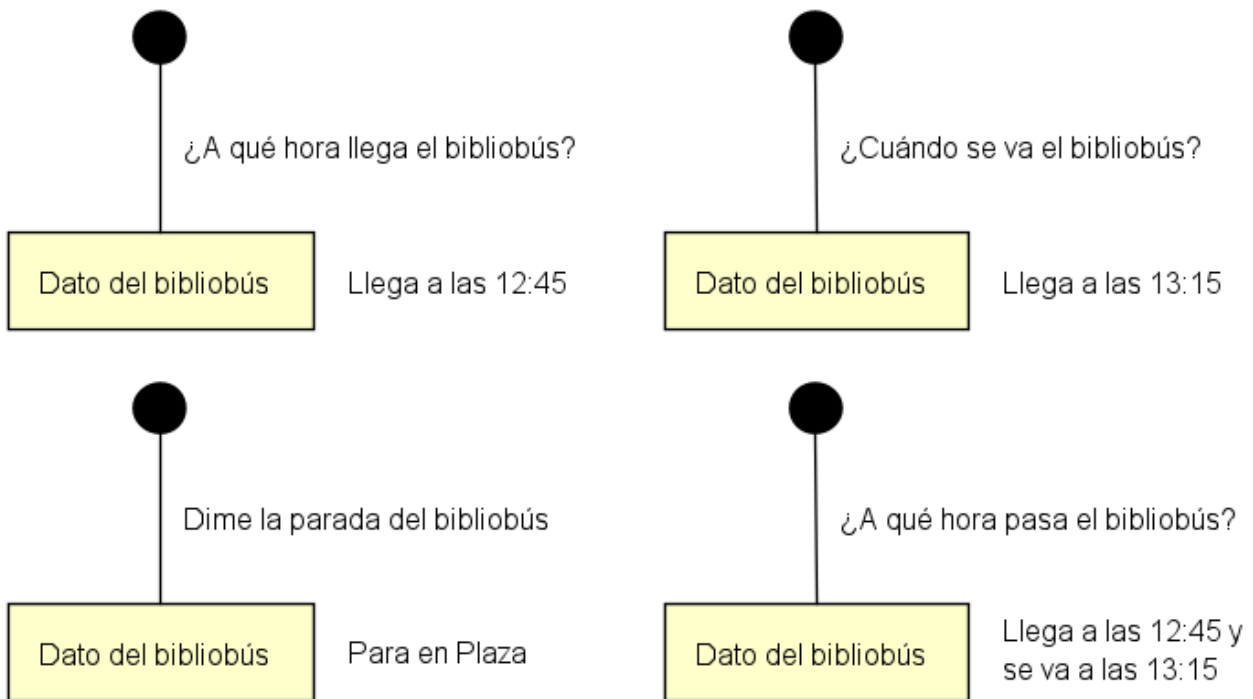 ¿A qué hora llega el bibliobús?
Dato del bibliobús
Llega a las 12:45
¿Cuándo se va el bibliobús?
Dato del bibliobús
Llega a las 13:15
Dime la parada del bibliobús
Dato del bibliobús
Para en Plaza
¿A qué hora pasa el bibliobús?
Dato del bibliobús
Llega a las 12:45 y
se va a las 13:15